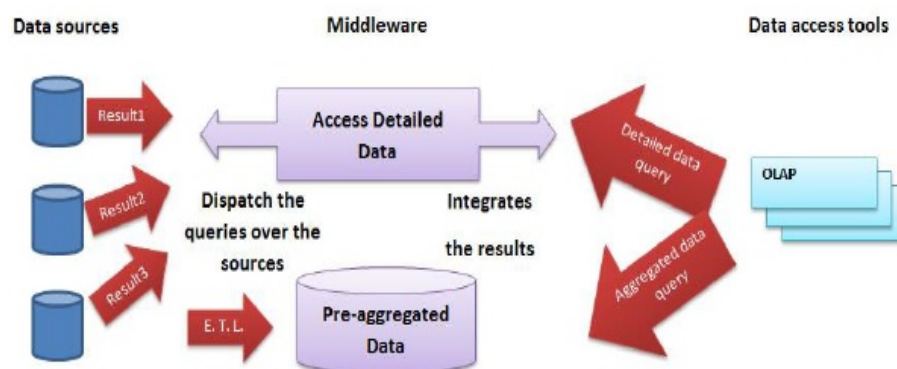 Data sources
Middleware
Data access tools
Result1
Access Detailed
Data
Detailed data
query
OLAP
Result2
Dispatch the
queries over the
sources
Integrates
the results
Result3
Aggregated data
query
E. T. L.
Pre-aggregated
Data